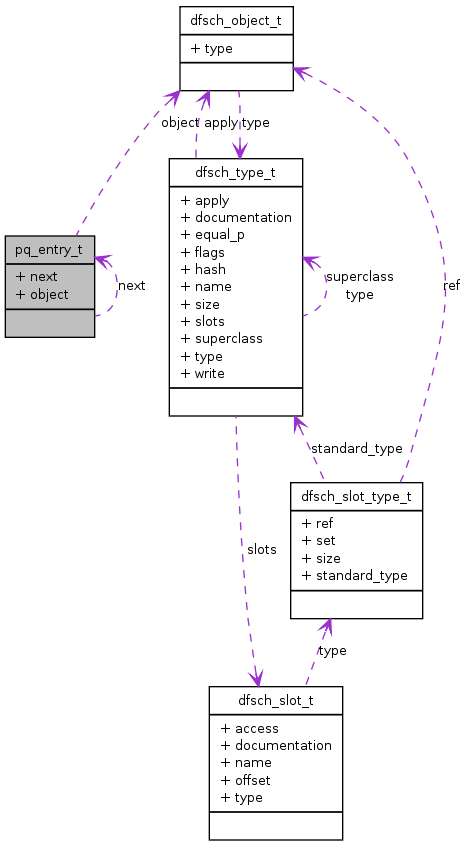 dfsch_object_t
+ type
object
apply
type
dfsch_type_t
+ apply
+ documentation
+ equal_p
+ flags
+ hash
+ name
+ size
+ slots
+ superclass
+ type
+ write
pq_entry_t
+ next
+ object
next
superclass
type
ref
standard_type
dfsch_slot_type_t
+ ref
+ set
+ size
+ standard_type
slots
type
dfsch_slot_t
+ access
+ documentation
+ name
+ offset
+ type